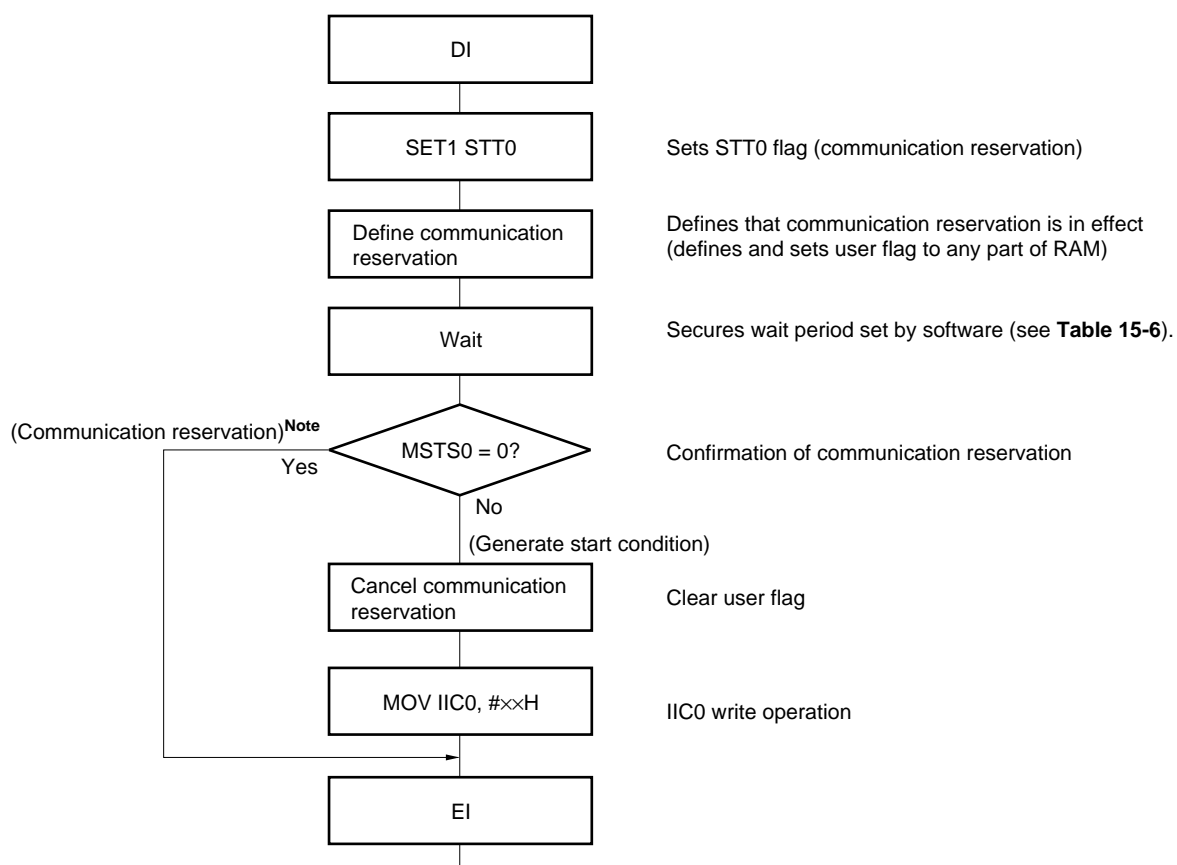 DI
SET1 STT0
Sets STT0 flag (communication reservation)
Define communication
reservation
Defines that communication reservation is in effect
(defines and sets user flag to any part of RAM)
Wait
Secures wait period set by software (see Table 15-6).
(Communication reservation)Note
Yes
MSTS0 = 0?
Confirmation of communication reservation
No
(Generate start condition)
Cancel communication
reservation
Clear user flag
MOV IIC0, #××H
IIC0 write operation
EI